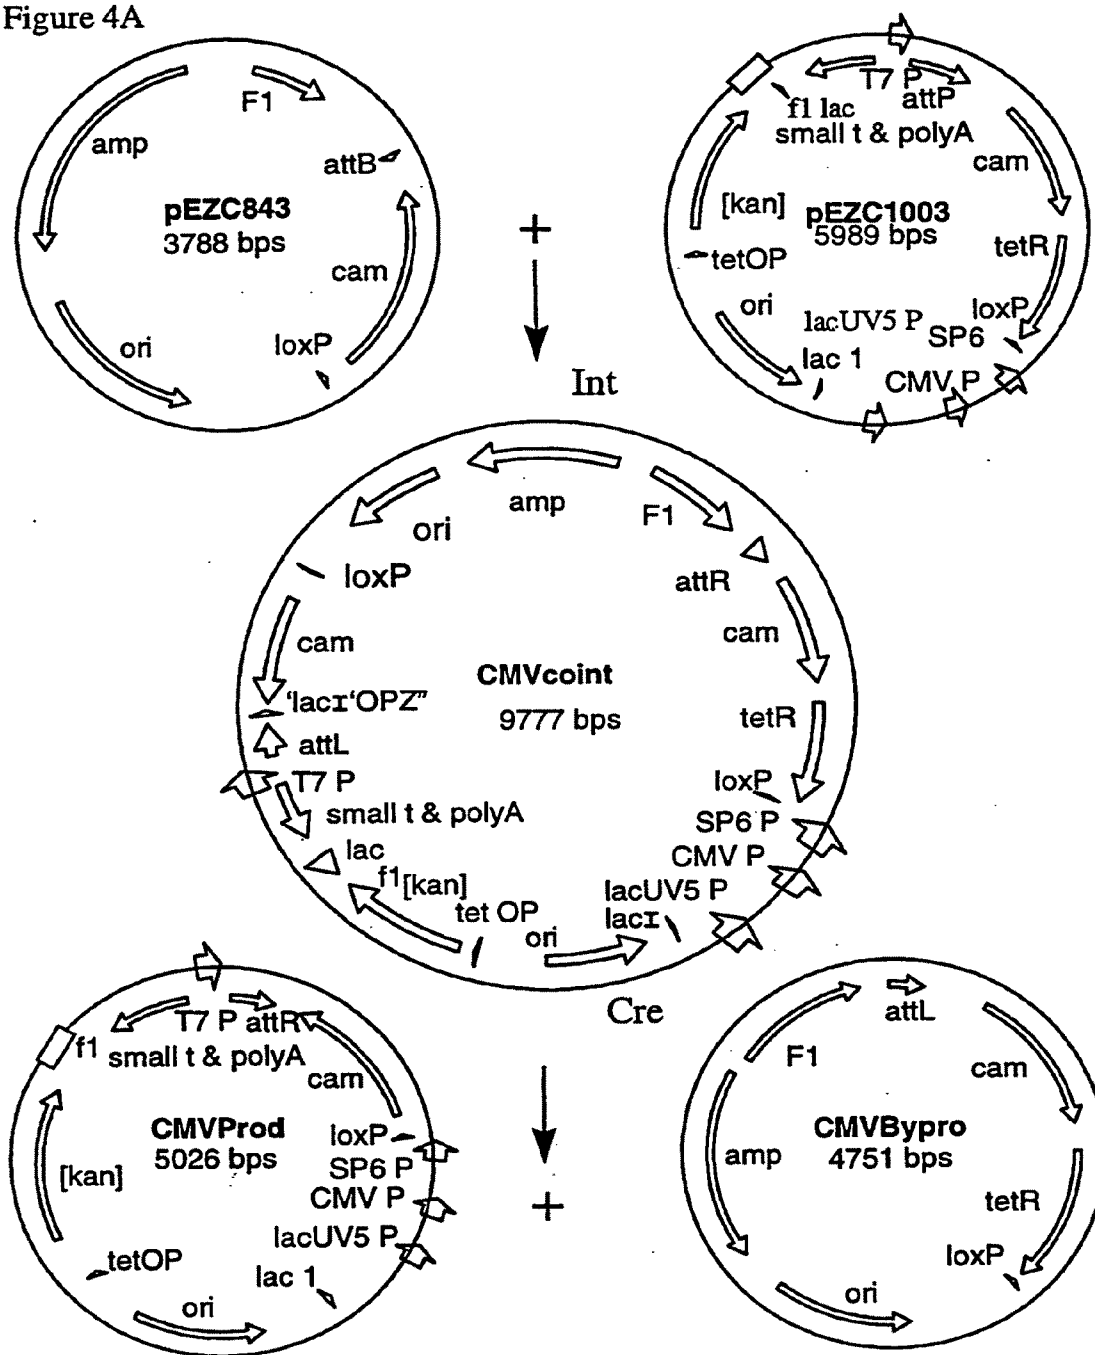 Figure 4A
F1
amp
attB
pEZC843
3788 bps
cam
loxP
ori
+
Int
T7 P
attP
f1 lac
small t & polyA
cam
[kan]
pEZC1003
5989 bps
tetR
tetOP
ori
loxP
lacUV5 P
SP6
lac 1
CMV P
amp
F1
ori
loxP
attR
cam
cam
CMVcoint
9777 bps
'lacI'OPZ"
attL
tetR
T7 P
small t & polyA
loxP
SP6 P
lac
CMV P
f1
[kan]
lacUV5 P
tet OP
lacI
ori
Cre
T7 P attR
f1
small t & polyA
cam
CMVProd
5026 bps
loxP
SP6 P
[kan]
CMV P
lacUV5 P
tetOP
lac 1
ori
+
attL
F1
cam
CMVBypro
4751 bps
amp
tetR
loxP
ori